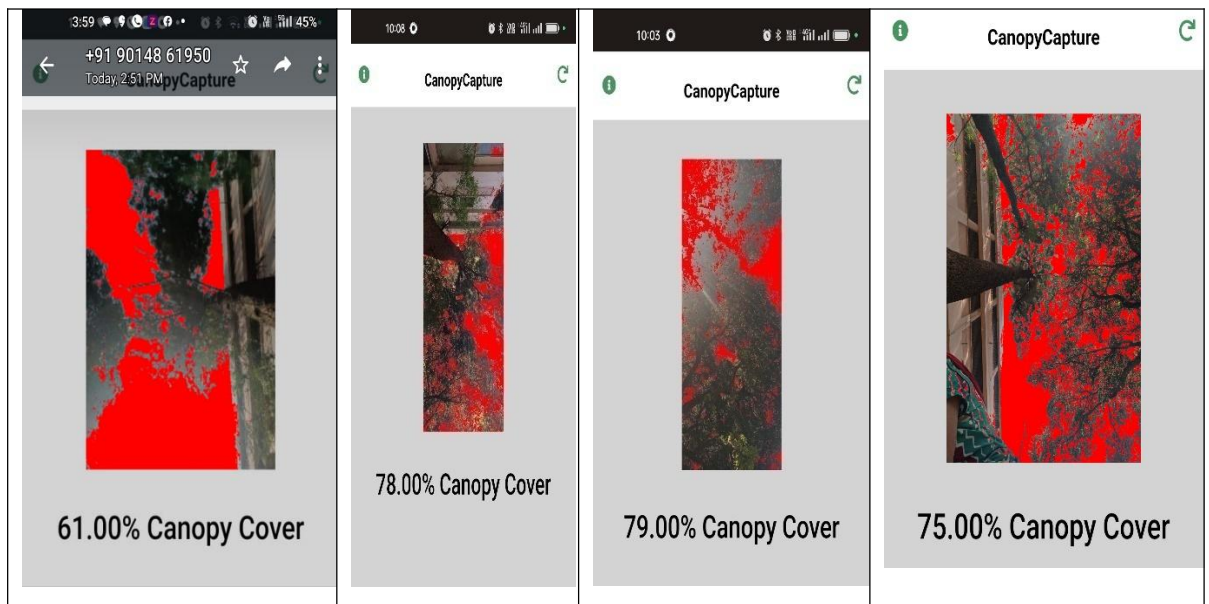 13:59 45%
+91 90148 61950
Today, 2:51 PM
CanopyCapture
61.00% Canopy Cover
10:08
CanopyCapture
78.00% Canopy Cover
10:03
CanopyCapture
79.00% Canopy Cover
CanopyCapture
75.00% Canopy Cover